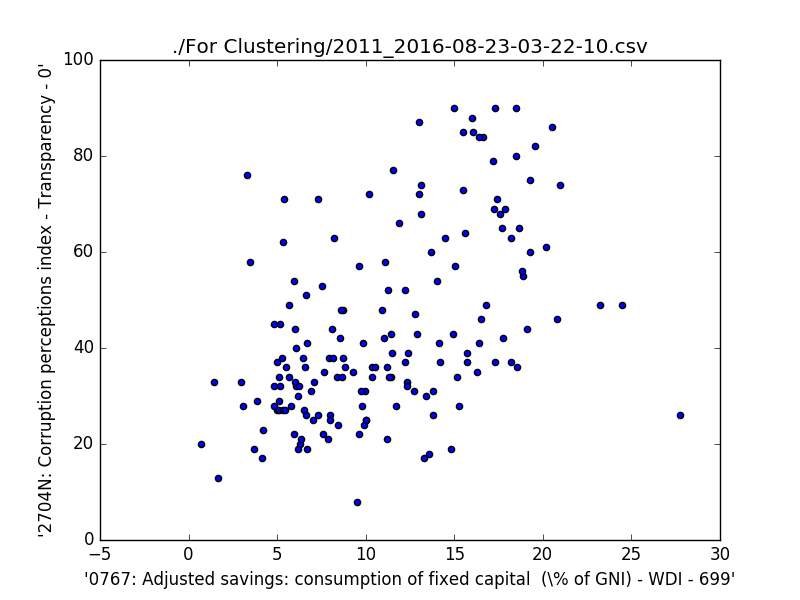 ./For Clustering/2011_2016-08-23-03-22-10.csv
100
80
60
40
20
0
'2704N: Corruption perceptions index - Transparency - 0'
−5 0 5 10 15 20 25 30
'0767: Adjusted savings: consumption of fixed capital  (\% of GNI) - WDI - 699'